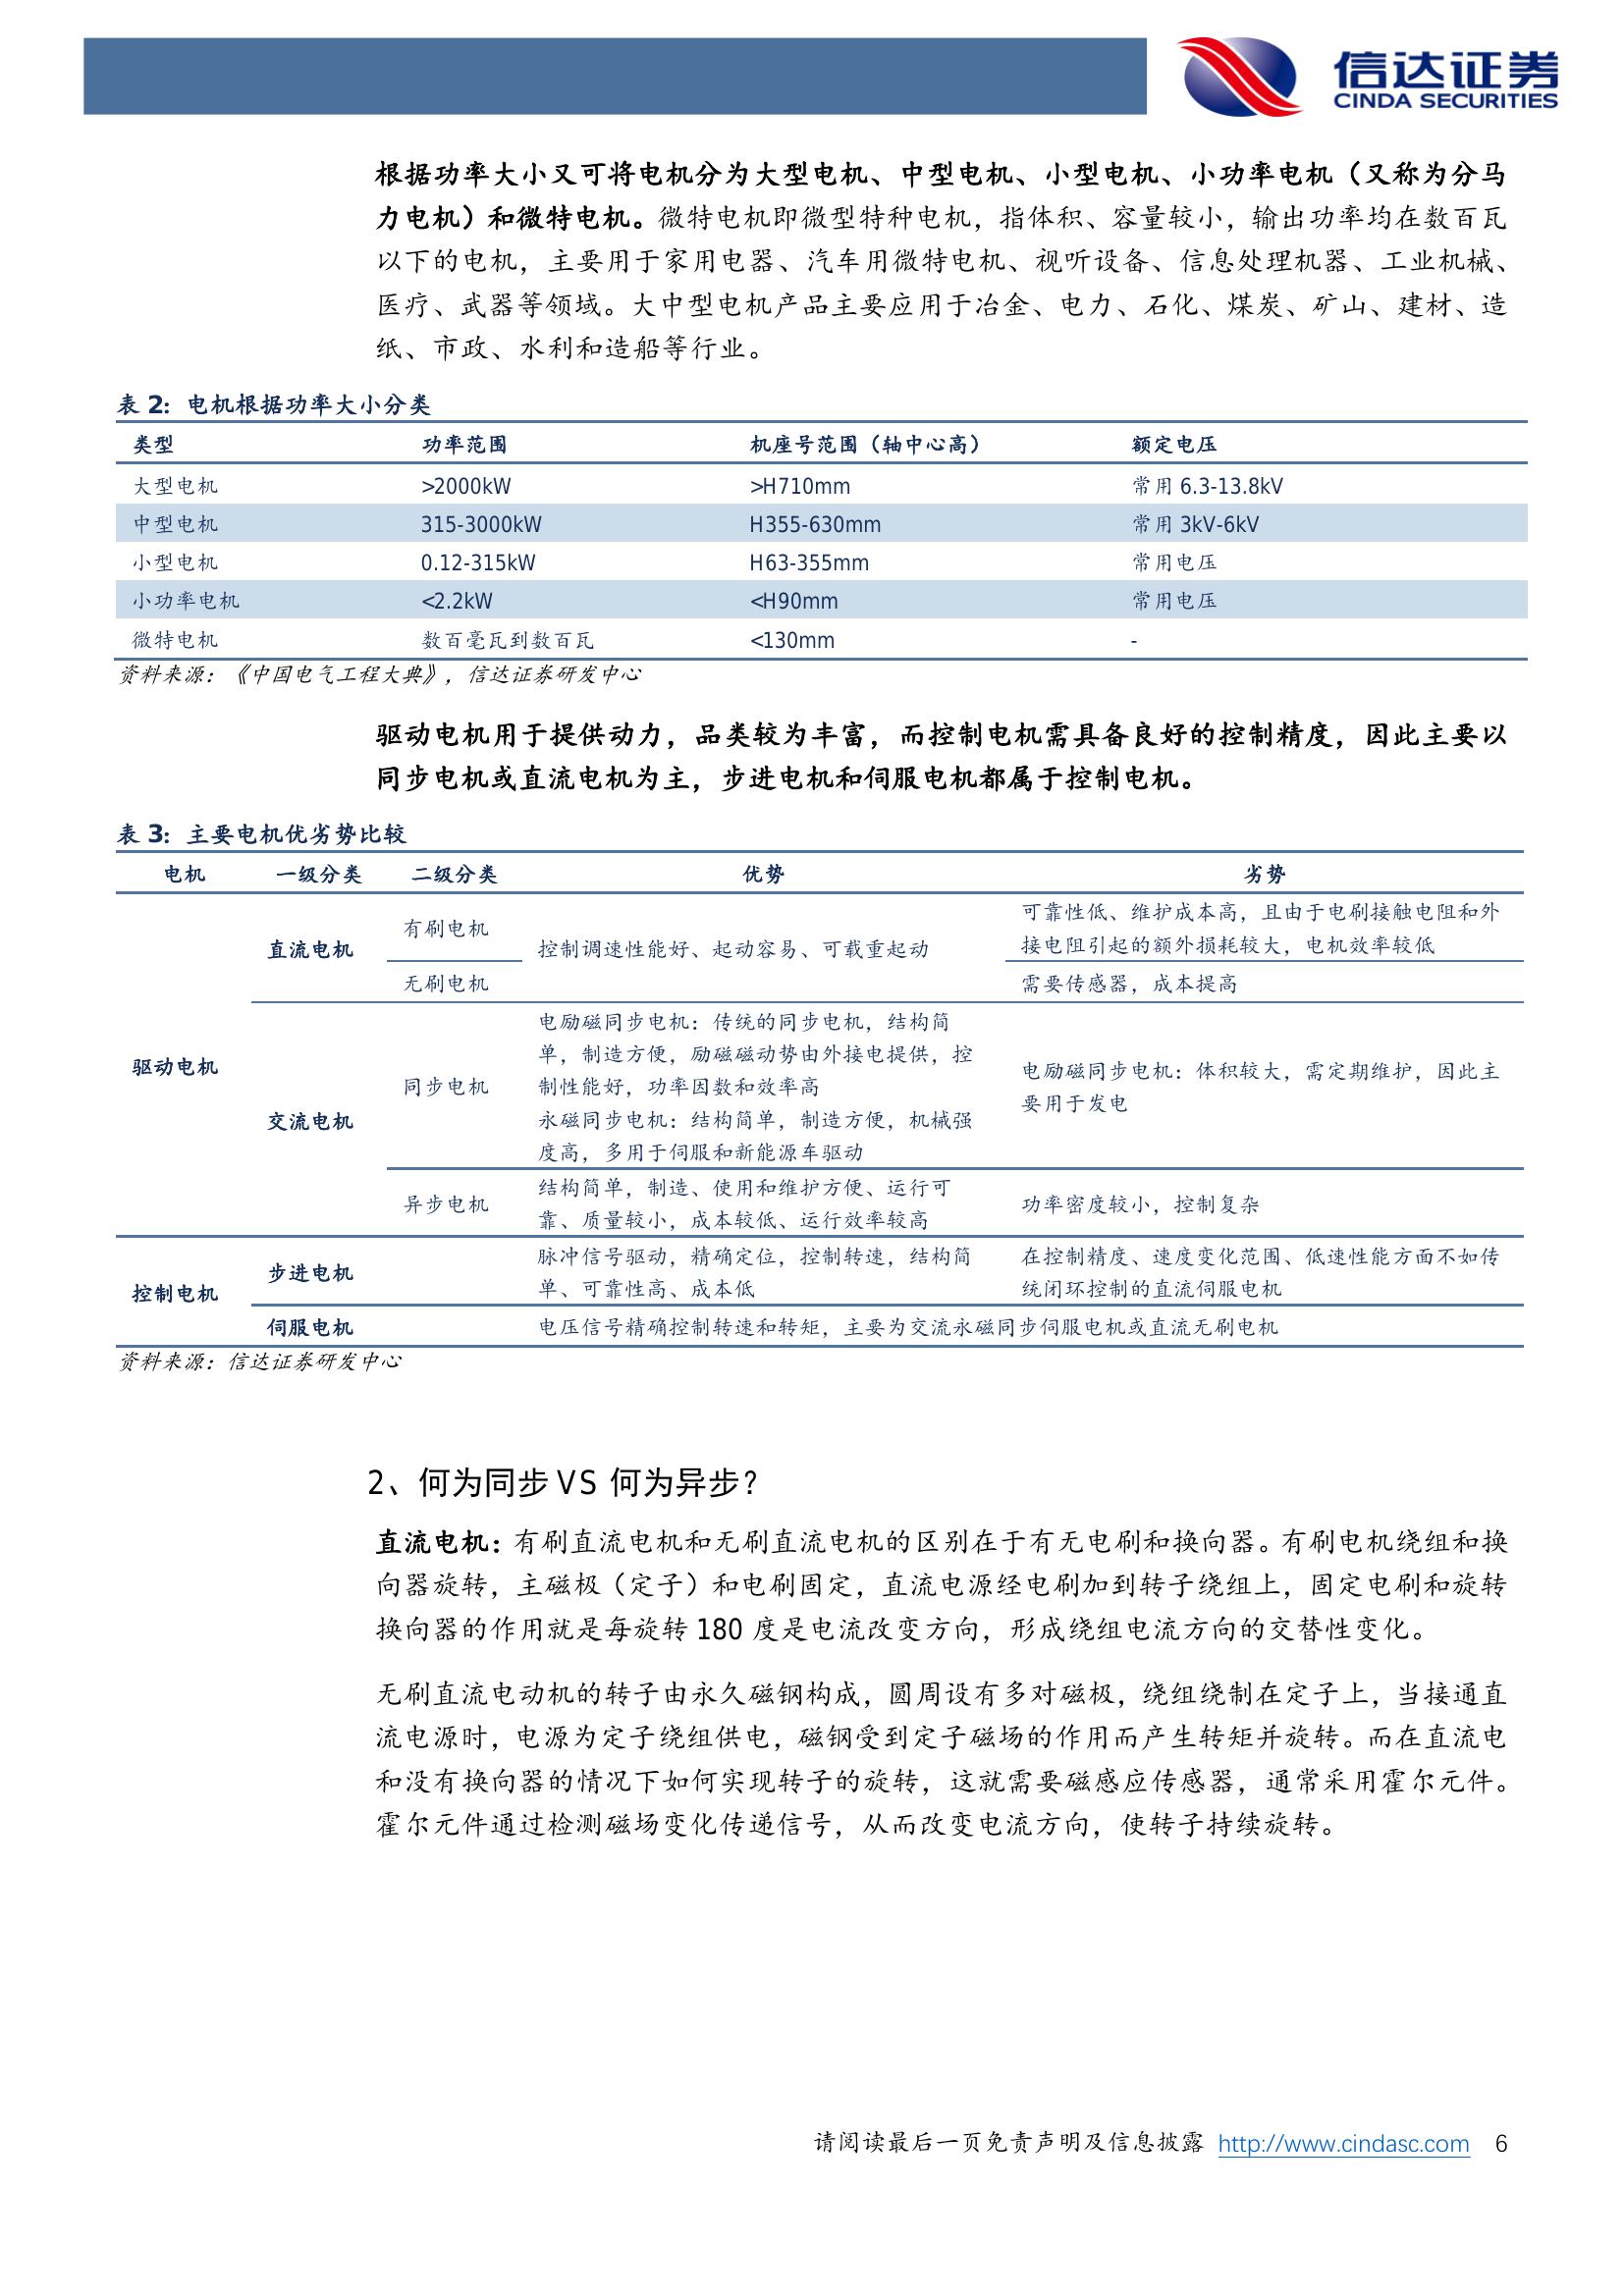 信达证券
CINDA SECURITIES
根据功率大小又可将电机分为大型电机、中型电机、小型电机、小功率电机（又称为分马
力电机）和微特电机。微特电机即微型特种电机，指体积、容量较小，输出功率均在数百瓦
以下的电机，主要用于家用电器、汽车用微特电机、视听设备、信息处理机器、工业机械、
医疗、武器等领域。大中型电机产品主要应用于冶金、电力、石化、煤炭、矿山、建材、造
纸、市政、水利和造船等行业。
表 2：电机根据功率大小分类
类型 功率范围 机座号范围（轴中心高） 额定电压
大型电机 >2000kW >H710mm 常用 6.3-13.8kV
中型电机 315-3000kW H355-630mm 常用 3kV-6kV
小型电机 0.12-315kW H63-355mm 常用电压
小功率电机 <2.2kW <H90mm 常用电压
微特电机 数百毫瓦到数百瓦 <130mm -
资料来源：《中国电气工程大典》，信达证券研发中心
驱动电机用于提供动力，品类较为丰富，而控制电机需具备良好的控制精度，因此主要以
同步电机或直流电机为主，步进电机和伺服电机都属于控制电机。
表 3：主要电机优劣势比较
电机 一级分类 二级分类 优势 劣势
驱动电机
直流电机
有刷电机
控制调速性能好、起动容易、可载重起动
可靠性低、维护成本高，且由于电刷接触电阻和外
接电阻引起的额外损耗较大，电机效率较低
无刷电机
需要传感器，成本提高
交流电机
同步电机
电励磁同步电机：传统的同步电机，结构简
单，制造方便，励磁磁动势由外接电提供，控
制性能好，功率因数和效率高
永磁同步电机：结构简单，制造方便，机械强
度高，多用于伺服和新能源车驱动
电励磁同步电机：体积较大，需定期维护，因此主
要用于发电
异步电机
结构简单，制造、使用和维护方便、运行可
靠、质量较小，成本较低、运行效率较高
功率密度较小，控制复杂
控制电机
步进电机
脉冲信号驱动，精确定位，控制转速，结构简
单、可靠性高、成本低
在控制精度、速度变化范围、低速性能方面不如传
统闭环控制的直流伺服电机
伺服电机
电压信号精确控制转速和转矩，主要为交流永磁同步伺服电机或直流无刷电机
资料来源：信达证券研发中心
2、何为同步 VS 何为异步？
直流电机：有刷直流电机和无刷直流电机的区别在于有无电刷和换向器。有刷电机绕组和换
向器旋转，主磁极（定子）和电刷固定，直流电源经电刷加到转子绕组上，固定电刷和旋转
换向器的作用就是每旋转 180 度是电流改变方向，形成绕组电流方向的交替性变化。
无刷直流电动机的转子由永久磁钢构成，圆周设有多对磁极，绕组绕制在定子上，当接通直
流电源时，电源为定子绕组供电，磁钢受到定子磁场的作用而产生转矩并旋转。而在直流电
和没有换向器的情况下如何实现转子的旋转，这就需要磁感应传感器，通常采用霍尔元件。
霍尔元件通过检测磁场变化传递信号，从而改变电流方向，使转子持续旋转。
请阅读最后一页免责声明及信息披露 http://www.cindasc.com 6